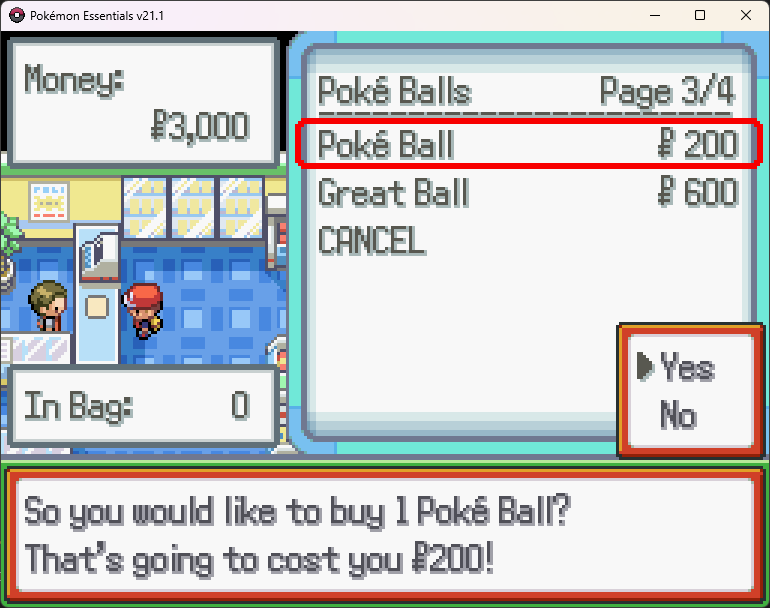 Pokémon Essentials v21.1
Money:
₽3,000
Poké Balls Page 3/4
Poké Ball ₽ 200
Great Ball ₽ 600
CANCEL
In Bag: 0
Yes
No
So you would like to buy 1 Poké Ball?
That's going to cost you ₽200!